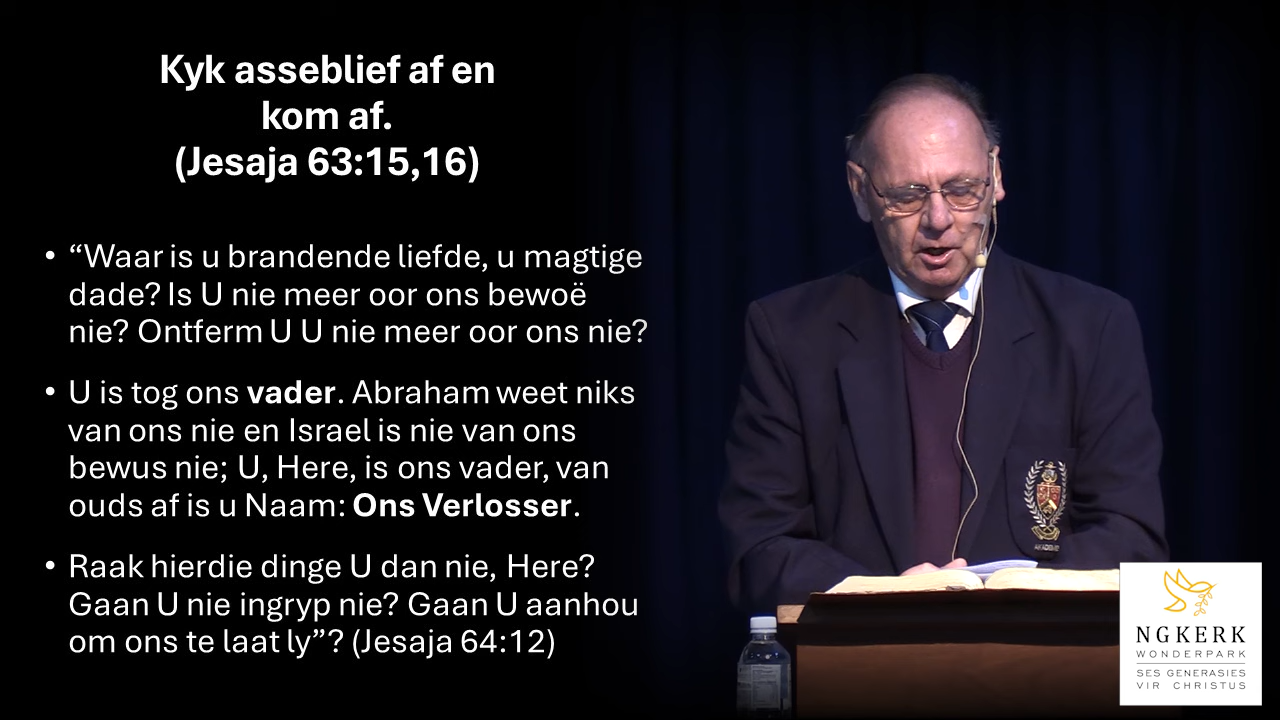 Kyk asseblief af en
kom af.
(Jesaja 63:15,16)
• “Waar is u brandende liefde, u magtige
dade? Is U nie meer oor ons bewoë
nie? Ontferm U U nie meer oor ons nie?
• U is tog ons vader. Abraham weet niks
van ons nie en Israel is nie van ons
bewus nie; U, Here, is ons vader, van
ouds af is u Naam: Ons Verlosser.
• Raak hierdie dinge U dan nie, Here?
Gaan U nie ingryp nie? Gaan U aanhou
om ons te laat ly”? (Jesaja 64:12)
AKADEMIE
NGKERK
WONDERPARK
SES GENERASIES
VIR CHRISTUS